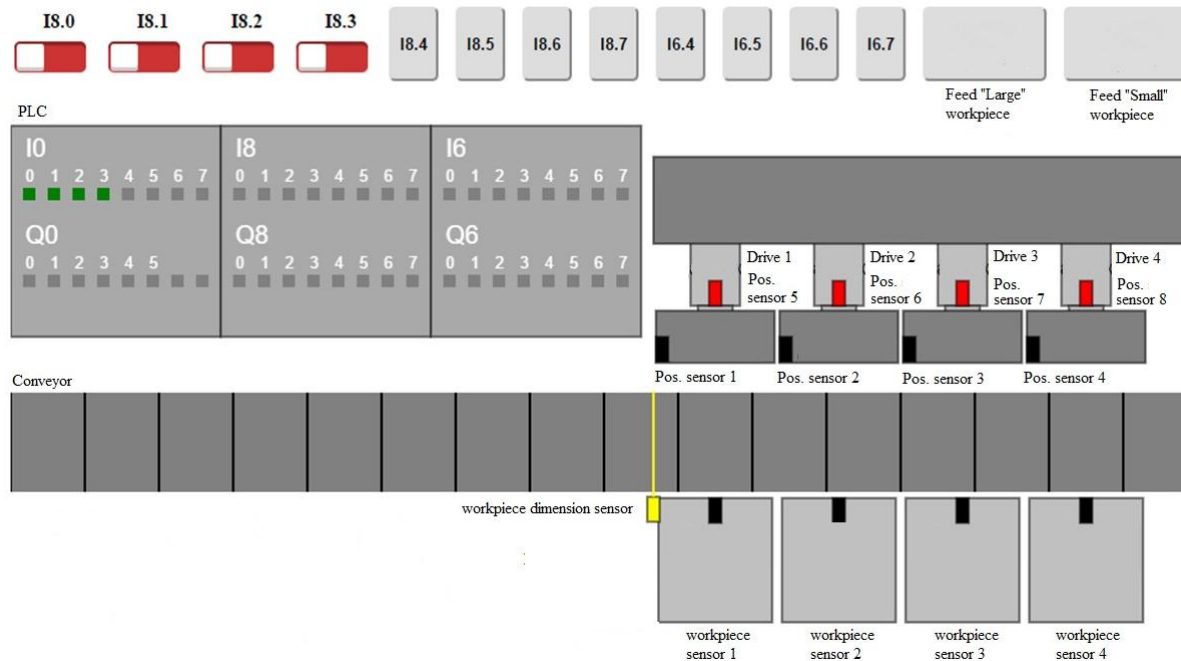 I8.0 I8.1 I8.2 I8.3
I8.4 I8.5 I8.6 I8.7 I6.4 I6.5 I6.6 I6.7
Feed "Large"
workpiece
Feed "Small"
workpiece
PLC
I0 I8 I6
0 1 2 3 4 5 6 7 0 1 2 3 4 5 6 7 0 1 2 3 4 5 6 7
Q0 Q8 Q6
0 1 2 3 4 5 0 1 2 3 4 5 6 7 0 1 2 3 4 5 6 7
Drive 1
Pos.
sensor 5
Drive 2
Pos.
sensor 6
Drive 3
Pos.
sensor 7
Drive 4
Pos.
sensor 8
Pos. sensor 1 Pos. sensor 2 Pos. sensor 3 Pos. sensor 4
Conveyor
workpiece dimension sensor
workpiece
sensor 1
workpiece
sensor 2
workpiece
sensor 3
workpiece
sensor 4